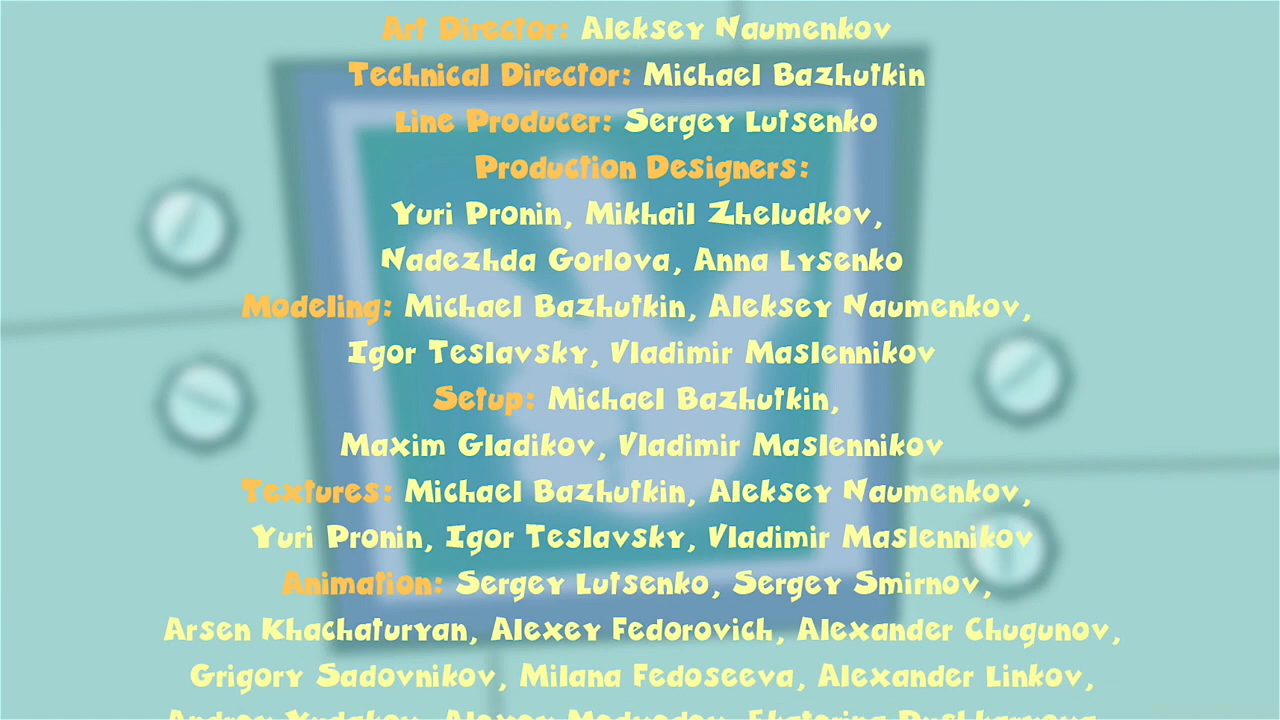 Art Director: Aleksey Naumenkov
Technical Director: Michael Bazhutkin
Line Producer: Sergey Lutsenko
Production Designers:
Yuri Pronin, Mikhail Zheludkov,
Nadezhda Gorlova, Anna Lysenko
Modeling: Michael Bazhutkin, Aleksey Naumenkov,
Igor Teslavsky, Vladimir Maslennikov
Setup: Michael Bazhutkin,
Maxim Gladikov, Vladimir Maslennikov
Textures: Michael Bazhutkin, Aleksey Naumenkov,
Yuri Pronin, Igor Teslavsky, Vladimir Maslennikov
Animation: Sergey Lutsenko, Sergey Smirnov,
Arsen Khachaturyan, Alexey Fedorovich, Alexander Chugunov,
Grigory Sadovnikov, Milana Fedoseeva, Alexander Linkov,